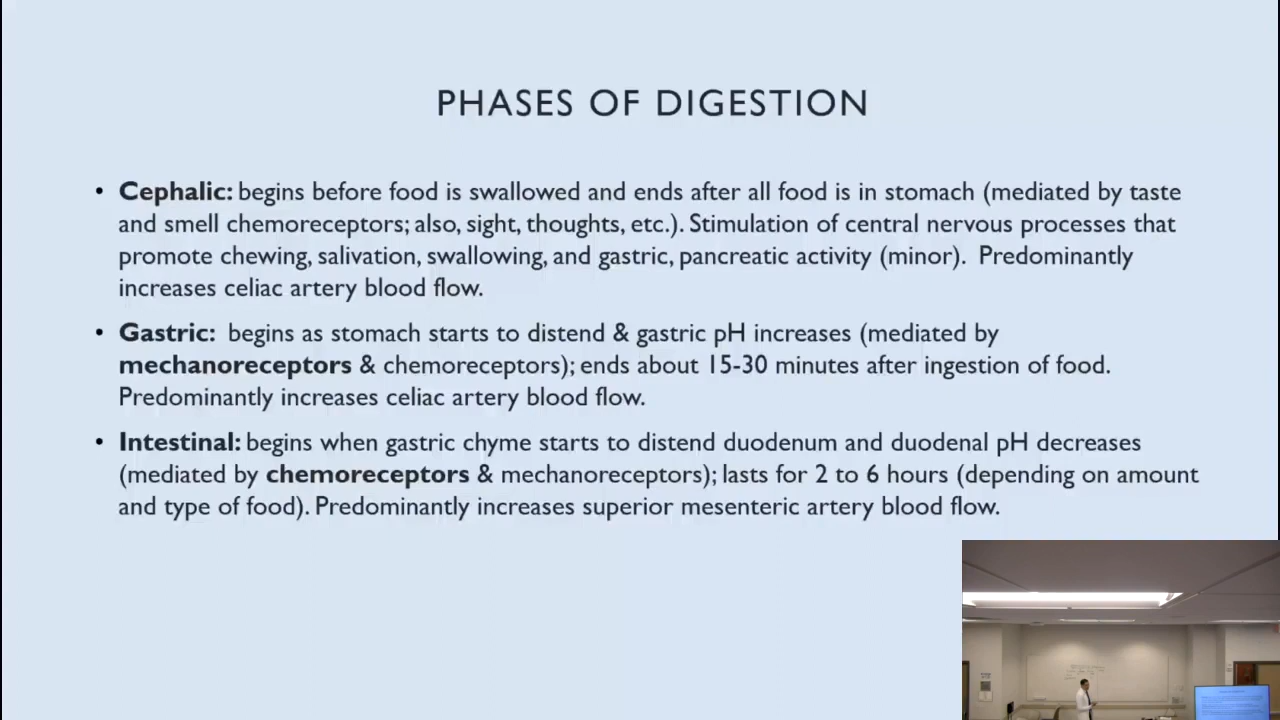 PHASES OF DIGESTION
• Cephalic: begins before food is swallowed and ends after all food is in stomach (mediated by taste
and smell chemoreceptors; also, sight, thoughts, etc.). Stimulation of central nervous processes that
promote chewing, salivation, swallowing, and gastric, pancreatic activity (minor).  Predominantly
increases celiac artery blood flow.
• Gastric:  begins as stomach starts to distend & gastric pH increases (mediated by
mechanoreceptors & chemoreceptors); ends about 15-30 minutes after ingestion of food.
Predominantly increases celiac artery blood flow.
• Intestinal: begins when gastric chyme starts to distend duodenum and duodenal pH decreases
(mediated by chemoreceptors & mechanoreceptors); lasts for 2 to 6 hours (depending on amount
and type of food). Predominantly increases superior mesenteric artery blood flow.